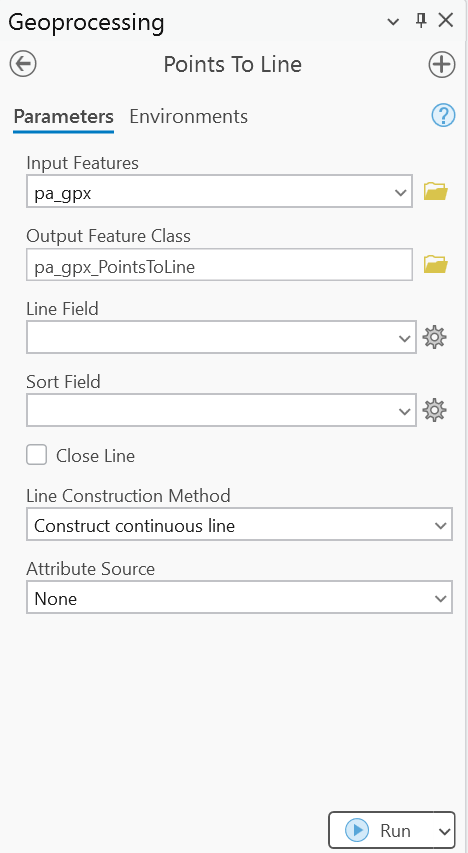 Geoprocessing
Points To Line
Parameters Environments
?
Input Features
pa_gpx
Output Feature Class
pa_gpx_PointsToLine
Line Field
Sort Field
Close Line
Line Construction Method
Construct continuous line
Attribute Source
None
Run